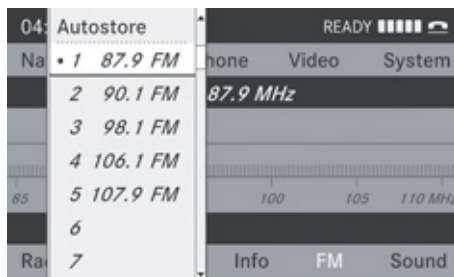 04: Autostore READY
Na • 1 87.9 FM hone Video System
2 90.1 FM 87.9 MHz
3 98.1 FM
4 106.1 FM
85 5 107.9 FM 100 105 110 MHz
6
Ra 7 Info FM Sound